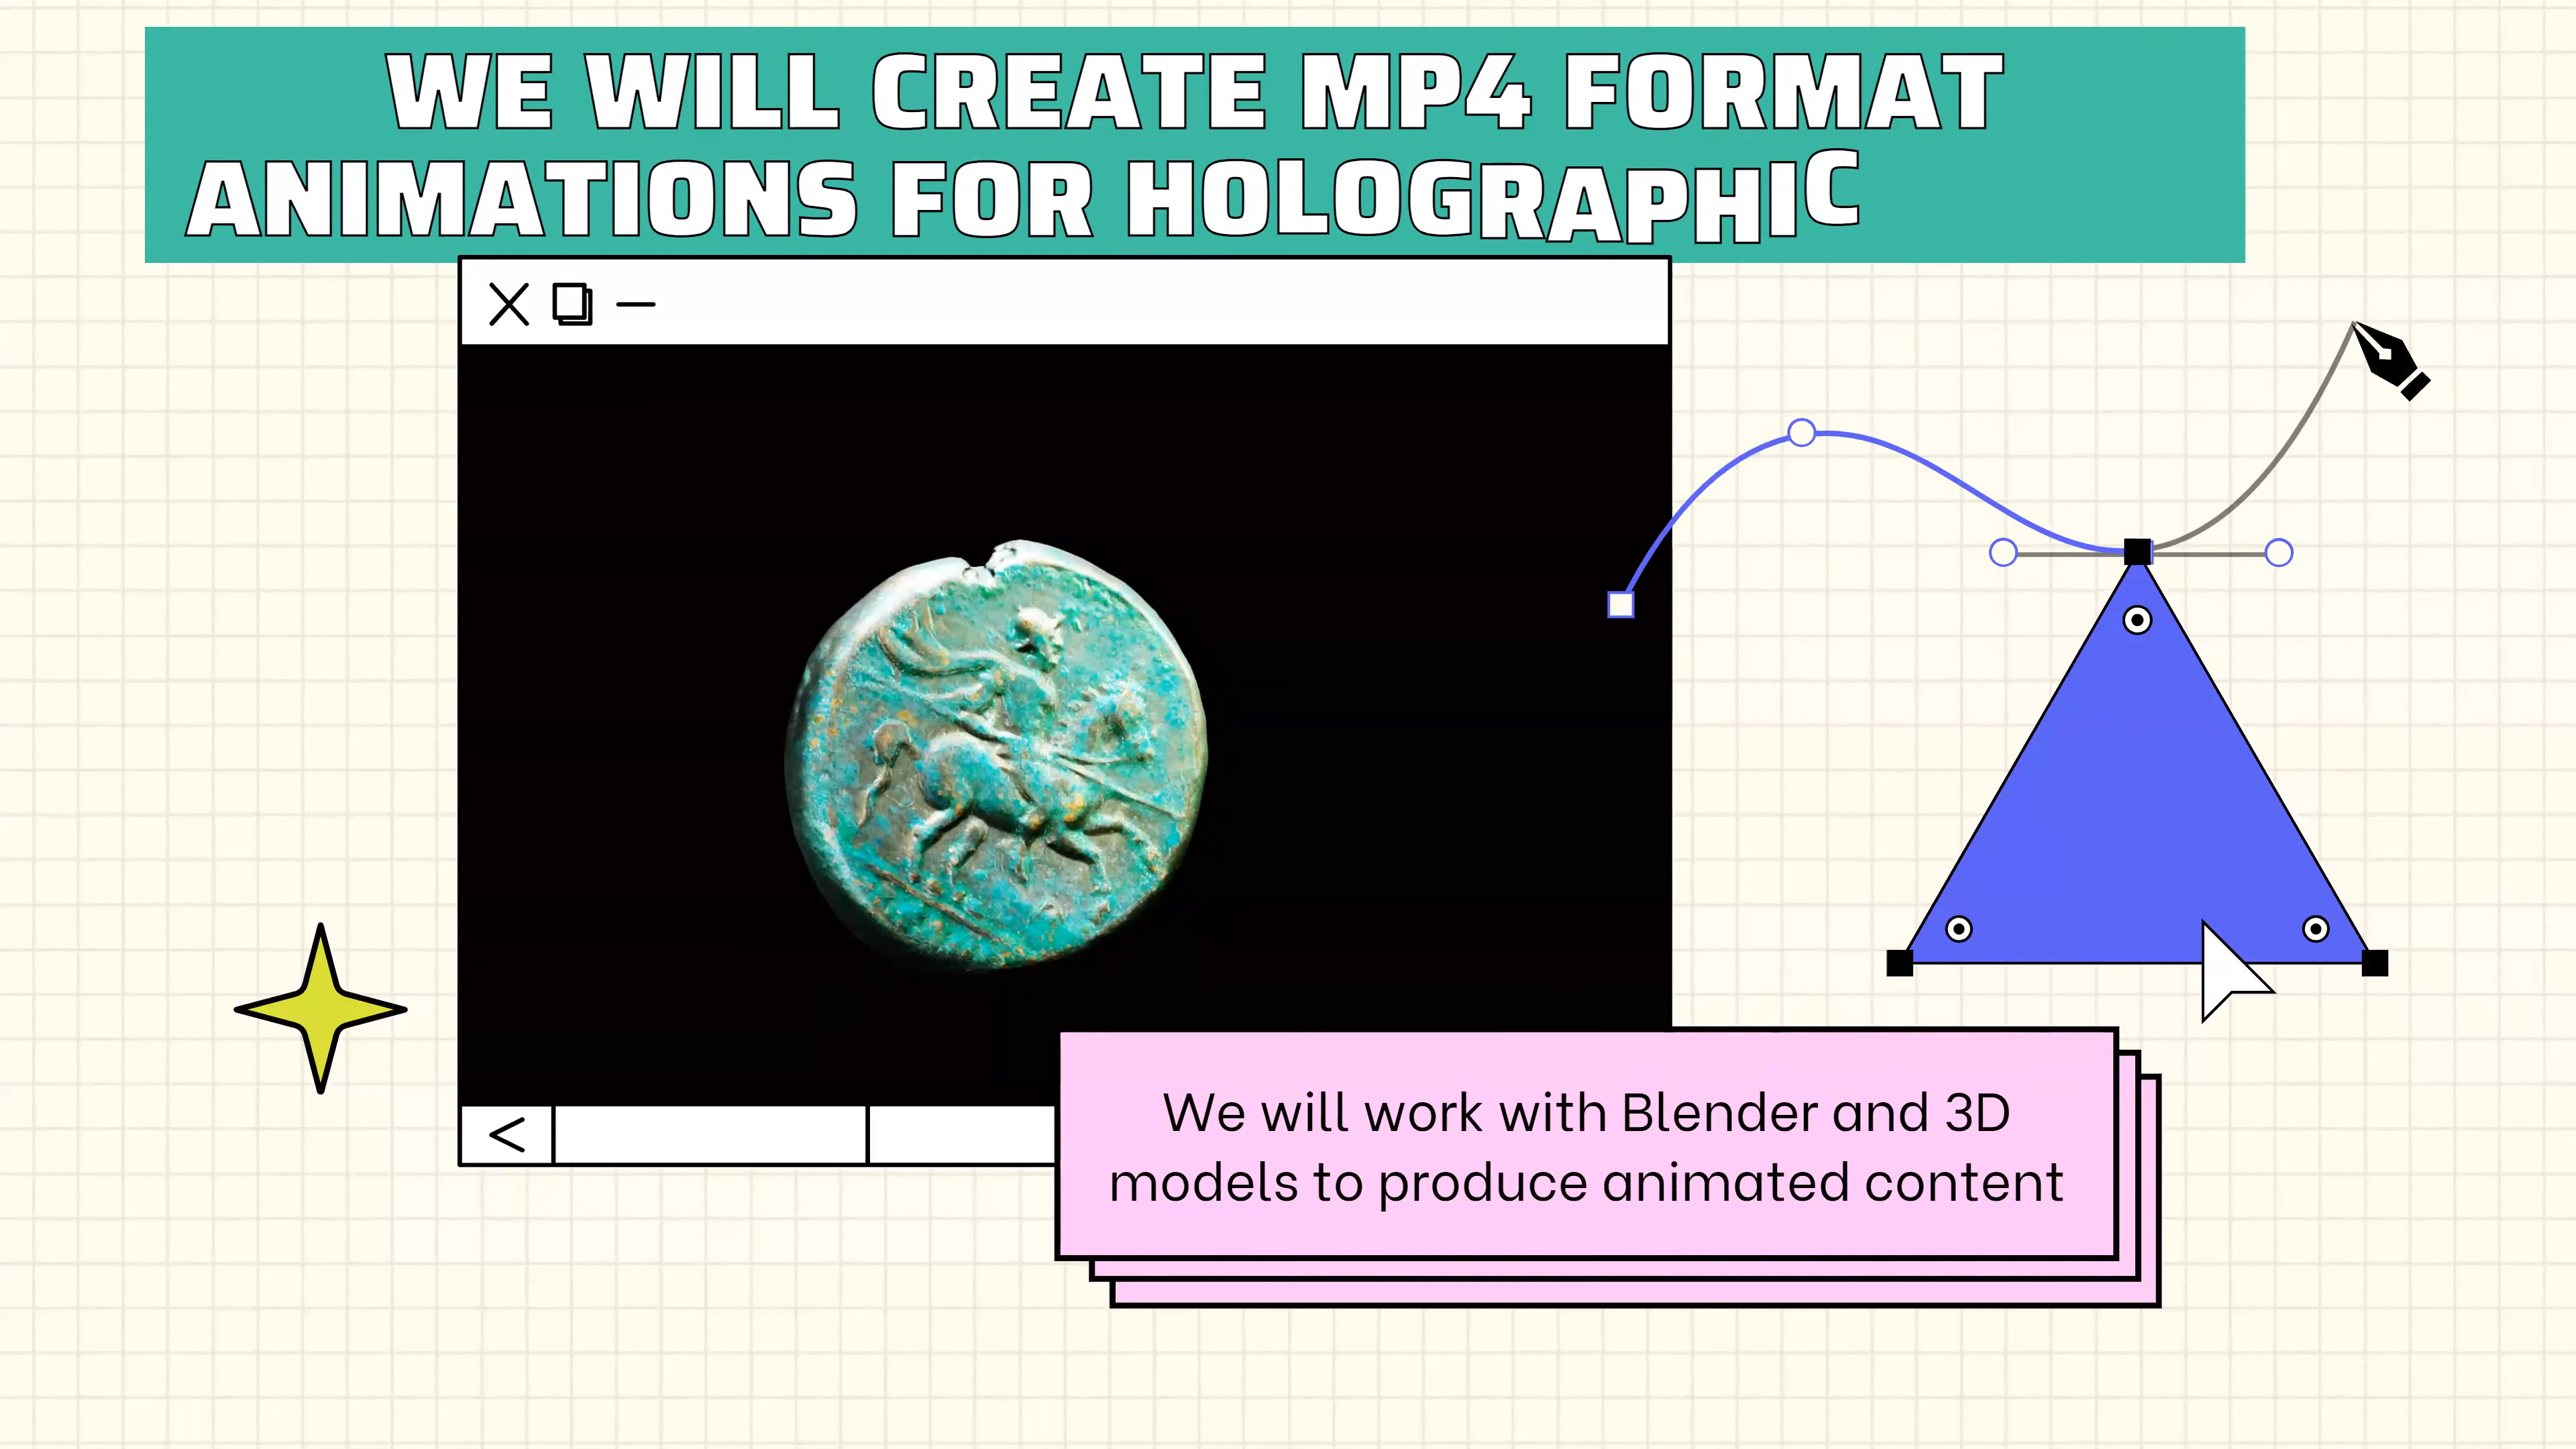 WE WILL CREATE MP4 FORMAT
ANIMATIONS FOR HOLOGRAPHIC
We will work with Blender and 3D
models to produce animated content